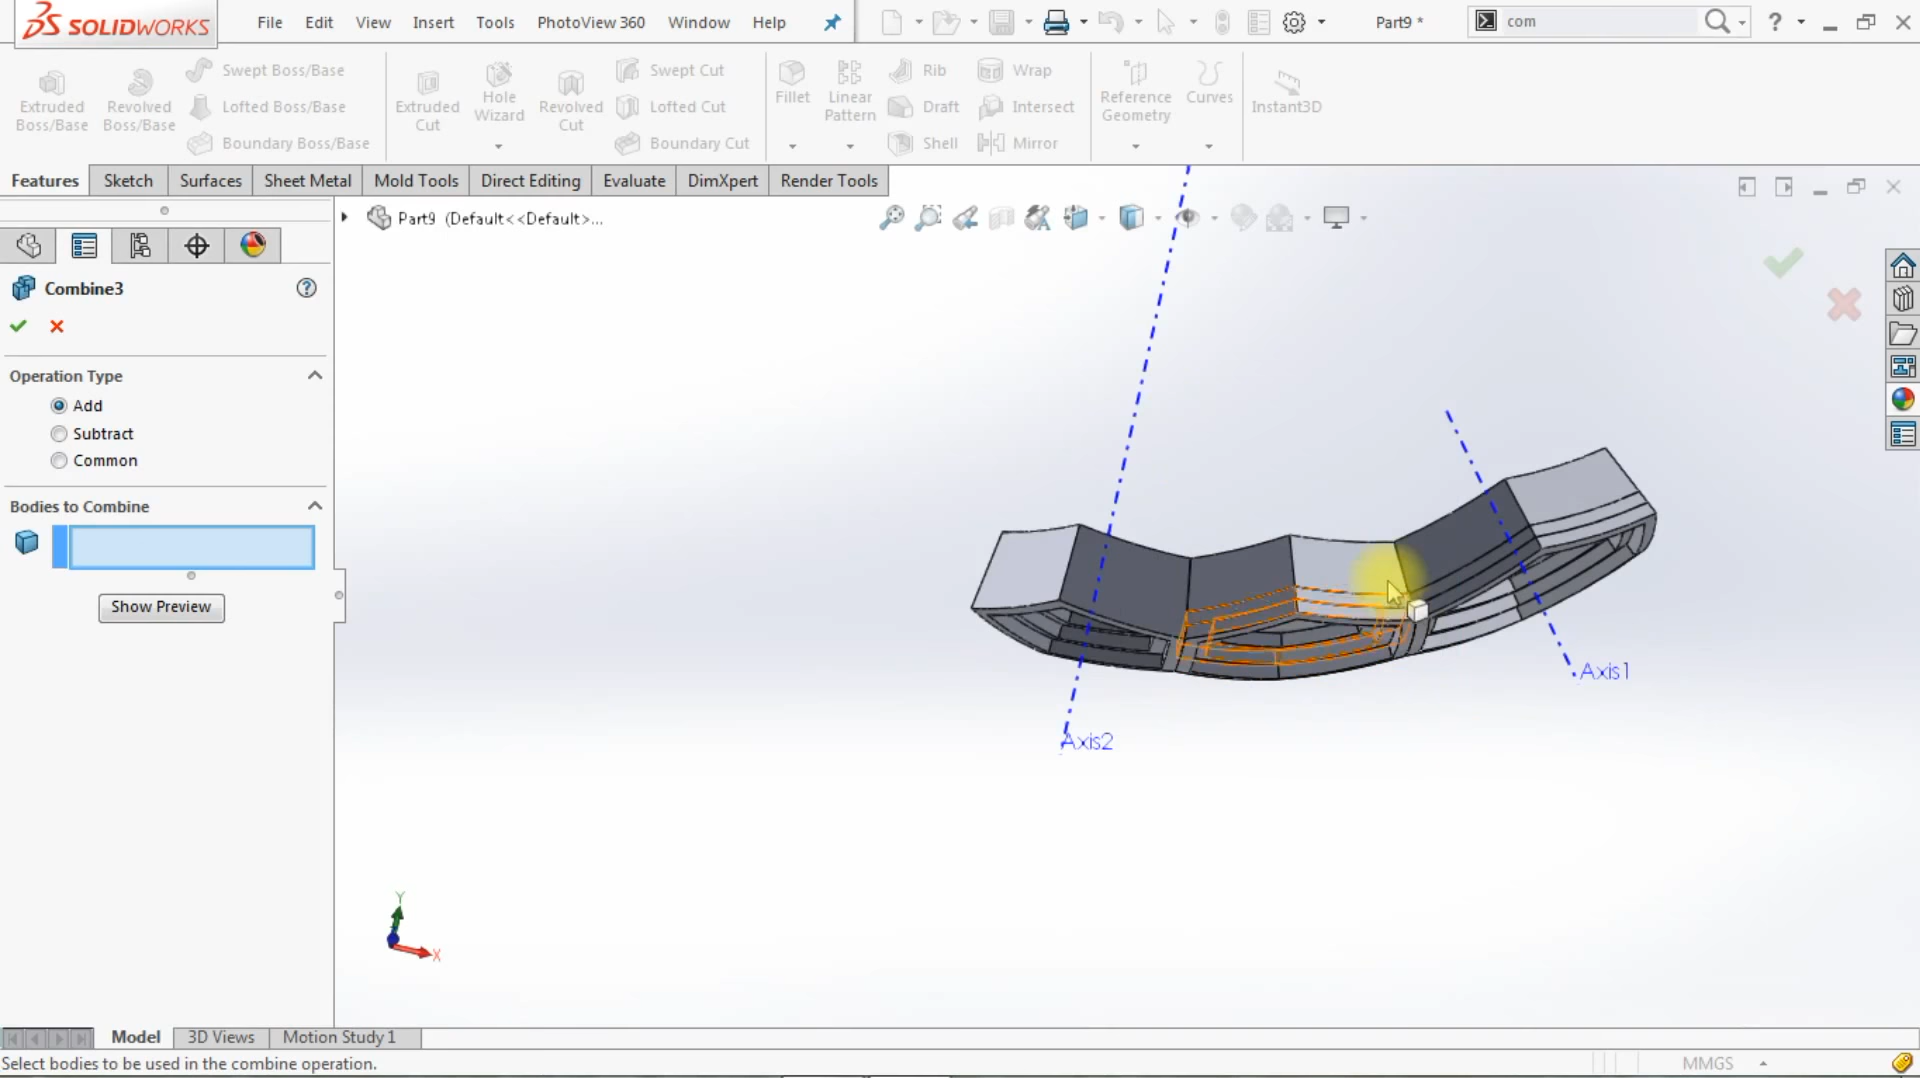 SOLIDWORKS
File Edit View Insert Tools PhotoView 360 Window Help
Part9 *
com
Extruded Boss/Base
Revolved Boss/Base
Swept Boss/Base
Lofted Boss/Base
Boundary Boss/Base
Extruded Cut
Hole Wizard
Revolved Cut
Swept Cut
Lofted Cut
Boundary Cut
Fillet
Linear Pattern
Rib
Draft
Shell
Wrap
Intersect
Mirror
Reference Geometry
Curves
Instant3D
Features Sketch Surfaces Sheet Metal Mold Tools Direct Editing Evaluate DimXpert Render Tools
Part9 (Default<<Default>...
Combine3
Operation Type
Add
Subtract
Common
Bodies to Combine
Show Preview
Axis1
Axis2
Y
X
Model 3D Views Motion Study 1
Select bodies to be used in the combine operation.
MMGS